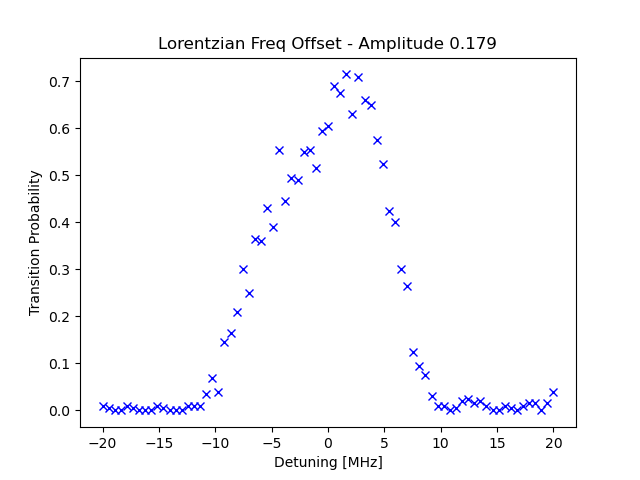 Lorentzian Freq Offset - Amplitude 0.179
Transition Probability
0.7
0.6
0.5
0.4
0.3
0.2
0.1
0.0
−20 −15 −10 −5 0 5 10 15 20
Detuning [MHz]